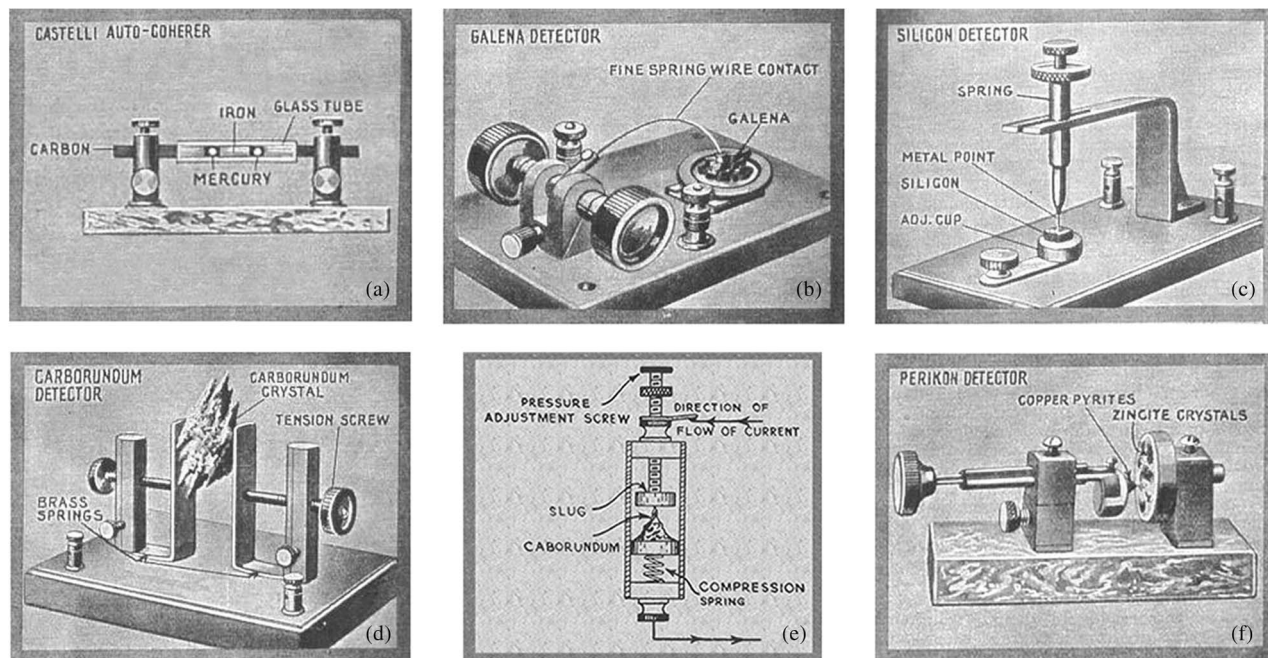 CASTELLI AUTO-COHERER
GLASS TUBE
IRON
CARBON
MERCURY
(a)
GALENA DETECTOR
FINE SPRING WIRE CONTACT
GALENA
(b)
SILICON DETECTOR
SPRING
METAL POINT
SILICON
ADJ. CUP
(c)
CARBORUNDUM
DETECTOR
CARBORUNDUM
CRYSTAL
TENSION SCREW
BRASS
SPRINGS
(d)
PRESSURE
ADJUSTMENT SCREW
DIRECTION OF
FLOW OF CURRENT
SLUG
CABORUNDUM
COMPRESSION
SPRING
(e)
PERIKON DETECTOR
COPPER PYRITES
ZINGITE CRYSTALS
(f)